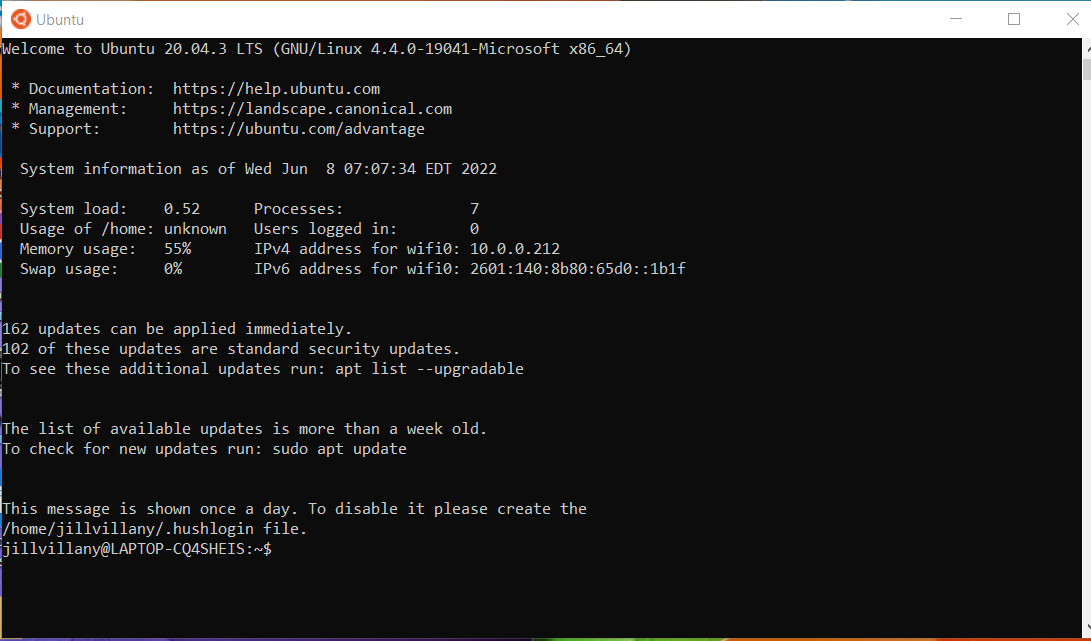 Ubuntu
Welcome to Ubuntu 20.04.3 LTS (GNU/Linux 4.4.0-19041-Microsoft x86_64)
* Documentation:  https://help.ubuntu.com
* Management:     https://landscape.canonical.com
* Support:        https://ubuntu.com/advantage
System information as of Wed Jun  8 07:07:34 EDT 2022
System load:    0.52      Processes:              7
Usage of /home: unknown   Users logged in:        0
Memory usage:   55%       IPv4 address for wifi0: 10.0.0.212
Swap usage:     0%        IPv6 address for wifi0: 2601:140:8b80:65d0::1b1f
162 updates can be applied immediately.
102 of these updates are standard security updates.
To see these additional updates run: apt list --upgradable
The list of available updates is more than a week old.
To check for new updates run: sudo apt update
This message is shown once a day. To disable it please create the
/home/jillvillany/.hushlogin file.
jillvillany@LAPTOP-CQ4SHEIS:~$